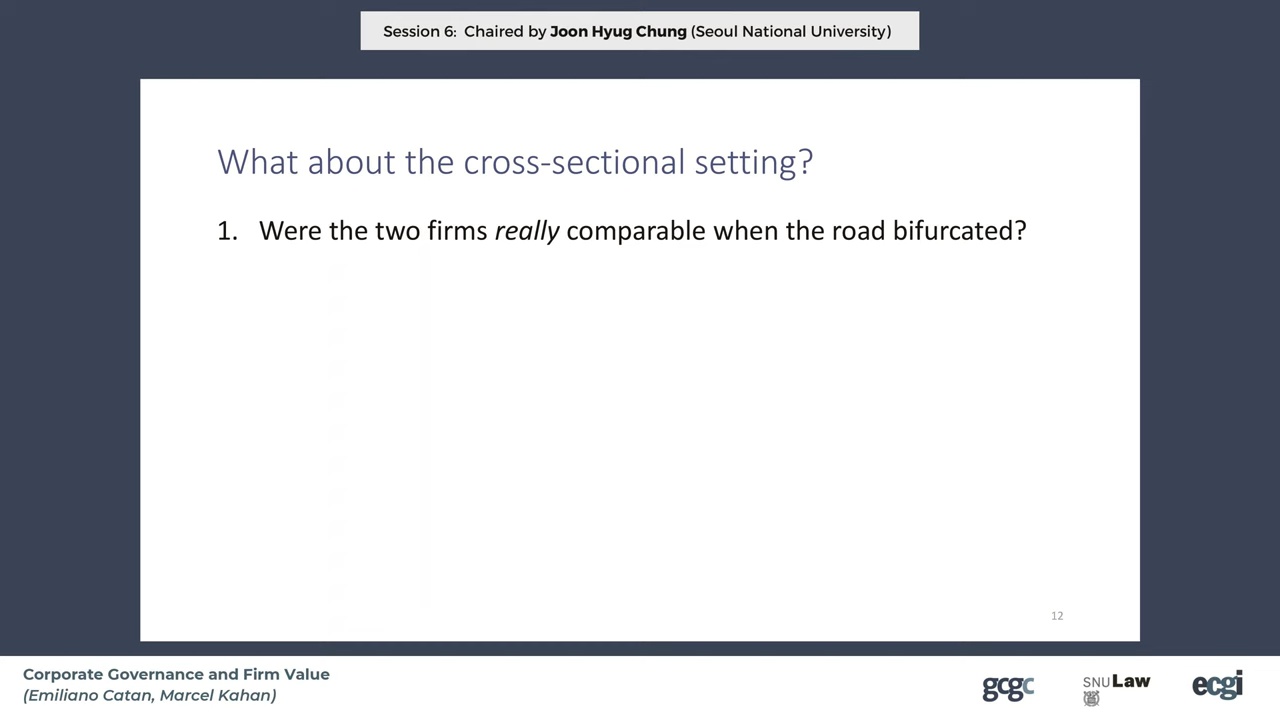 Session 6: Chaired by Joon Hyug Chung (Seoul National University)
What about the cross-sectional setting?
1. Were the two firms really comparable when the road bifurcated?
12
Corporate Governance and Firm Value
(Emiliano Catan, Marcel Kahan)
gcgc
SNU Law
ecgi